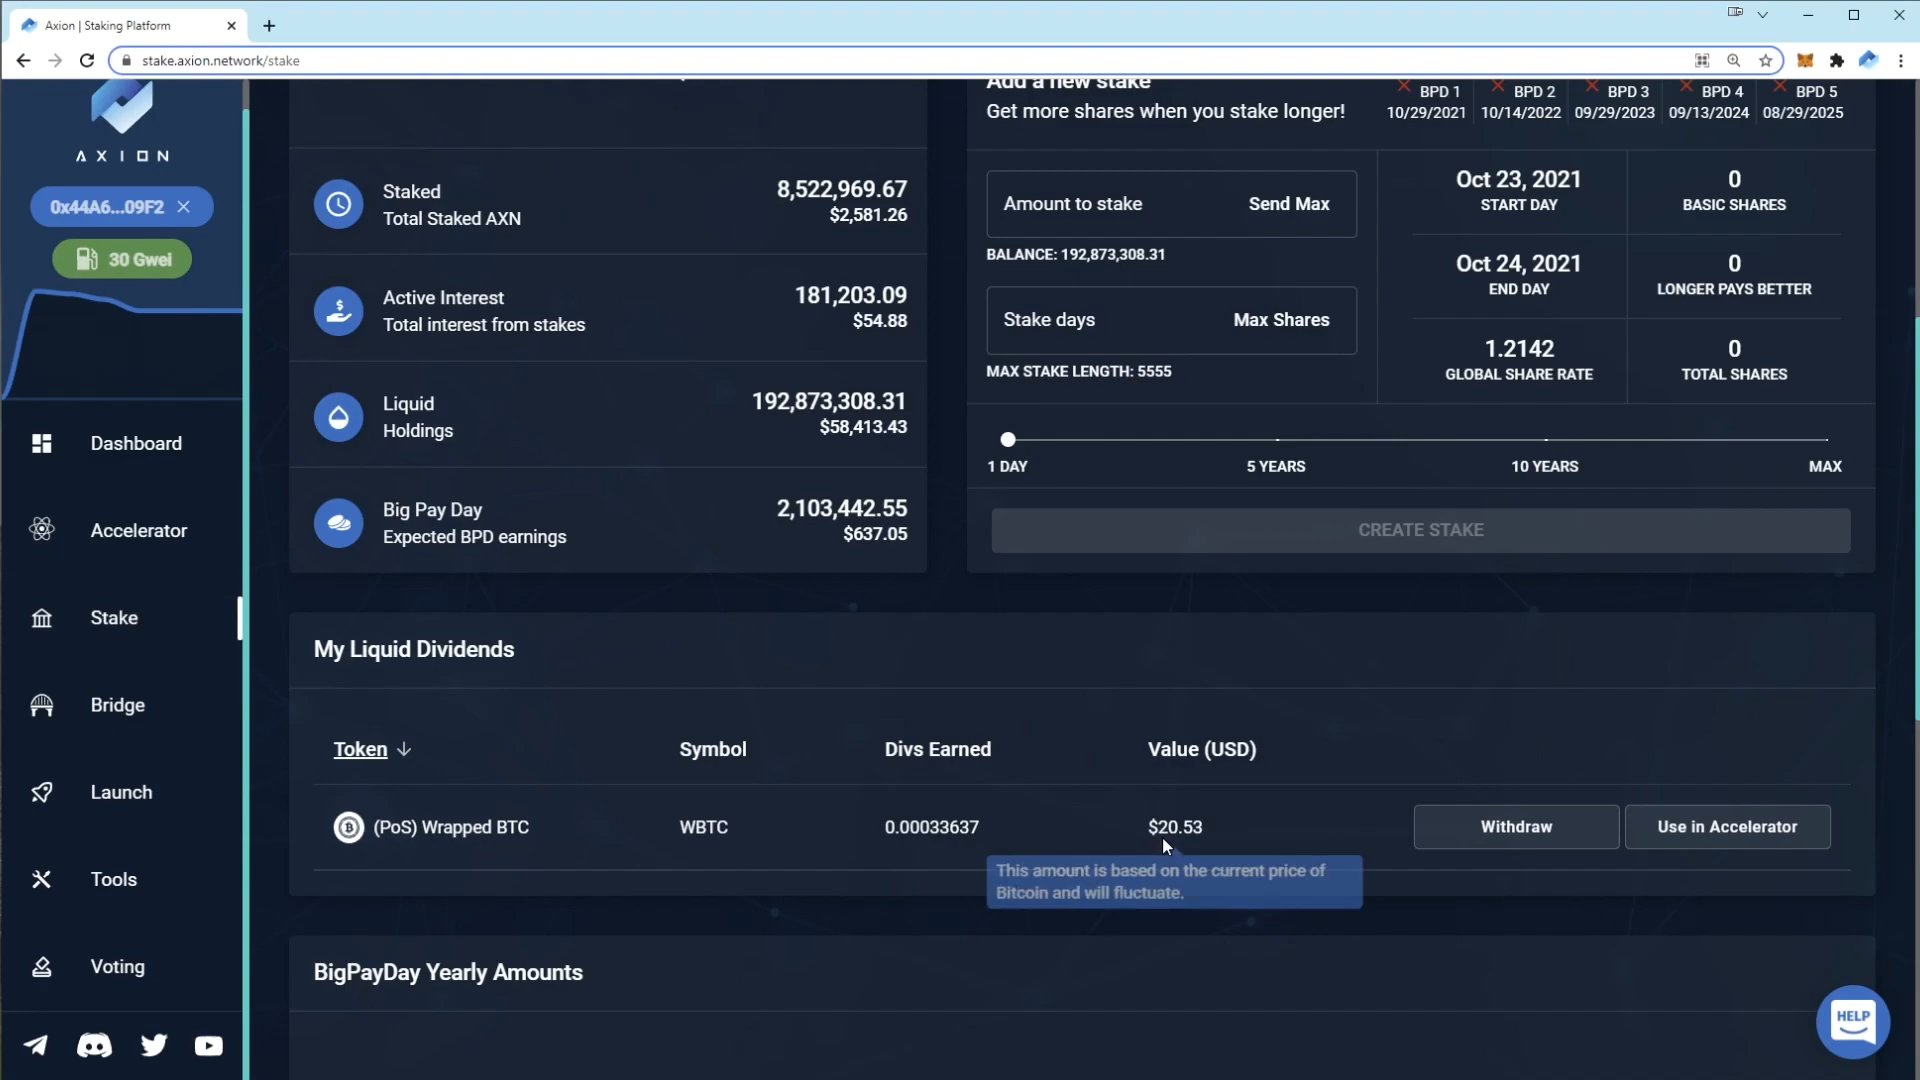 Axion | Staking Platform
stake.axion.network/stake
AXION
0x44A6...09F2
30 Gwei
Dashboard
Accelerator
Stake
Bridge
Launch
Tools
Voting
Staked
Total Staked AXN
8,522,969.67
$2,581.26
Active Interest
Total interest from stakes
181,203.09
$54.88
Liquid
Holdings
192,873,308.31
$58,413.43
Big Pay Day
Expected BPD earnings
2,103,442.55
$637.05
Add a new stake
Get more shares when you stake longer!
BPD 1
10/29/2021
BPD 2
10/14/2022
BPD 3
09/29/2023
BPD 4
09/13/2024
BPD 5
08/29/2025
Amount to stake Send Max
BALANCE: 192,873,308.31
Stake days Max Shares
MAX STAKE LENGTH: 5555
Oct 23, 2021
START DAY
0
BASIC SHARES
Oct 24, 2021
END DAY
0
LONGER PAYS BETTER
1.2142
GLOBAL SHARE RATE
0
TOTAL SHARES
1 DAY 5 YEARS 10 YEARS MAX
CREATE STAKE
My Liquid Dividends
Token Symbol Divs Earned Value (USD)
(PoS) Wrapped BTC WBTC 0.00033637 $20.53 Withdraw Use in Accelerator
This amount is based on the current price of
Bitcoin and will fluctuate.
BigPayDay Yearly Amounts
HELP